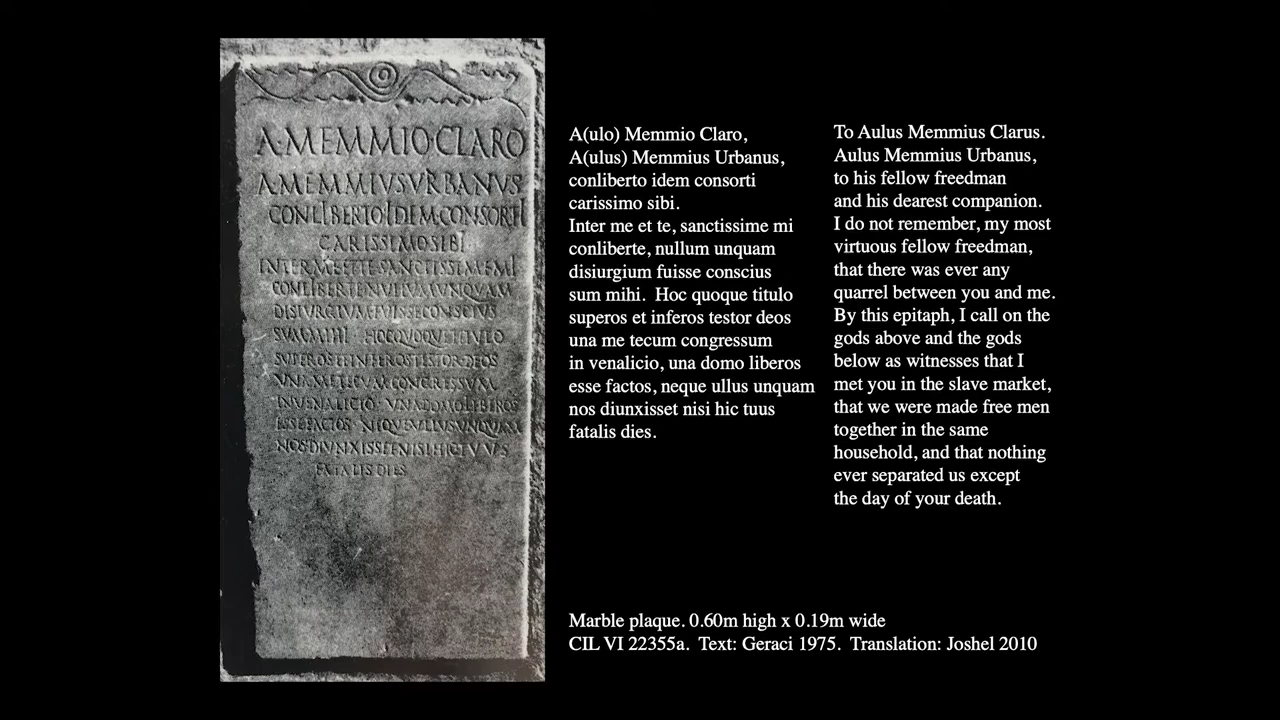 A MEMMIO CLARO
A MEMMIVS VRBANVS
CONLIBERTO IDEM CONSORTI
CARISSIMO SIBI
INTER ME ET TE SANCTISSIME MI
CONLIBERTE NVLLVM VNQVAM
DISIVRGIVM FVISSE CONSCIVS
SVM MIHI HOC QVOQVE TITVLO
SVPEROS ET INFEROS TESTOR DEOS
VNA ME TECVM CONGRESSVM
IN VENALICIO VNA DOMO LIBEROS
ESSE FACTOS NEQVE VLLVS VNQVAM
NOS DIVNXISSET NISI HIC TVVS
FATALIS DIES
A(ulo) Memmio Claro,
A(ulus) Memmius Urbanus,
conliberto idem consorti
carissimo sibi.
Inter me et te, sanctissime mi
conliberte, nullum unquam
disiurgium fuisse conscius
sum mihi. Hoc quoque titulo
superos et inferos testor deos
una me tecum congressum
in venalicio, una domo liberos
esse factos, neque ullus unquam
nos diunxisset nisi hic tuus
fatalis dies.
To Aulus Memmius Clarus.
Aulus Memmius Urbanus,
to his fellow freedman
and his dearest companion.
I do not remember, my most
virtuous fellow freedman,
that there was ever any
quarrel between you and me.
By this epitaph, I call on the
gods above and the gods
below as witnesses that I
met you in the slave market,
that we were made free men
together in the same
household, and that nothing
ever separated us except
the day of your death.
Marble plaque. 0.60m high x 0.19m wide
CIL VI 22355a. Text: Geraci 1975. Translation: Joshel 2010